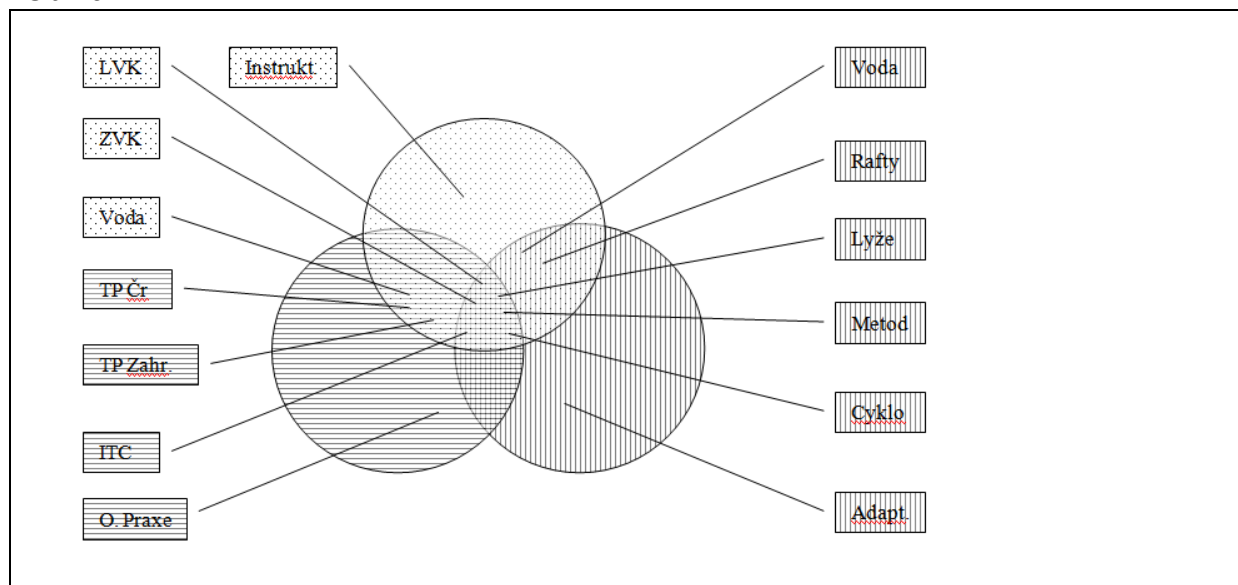 LVK
Instrukt.
Voda
ZVK
Rafty
Voda
Lyže
TP Čr
Metod
TP Zahr.
Cyklo
ITC
O. Praxe
Adapt.